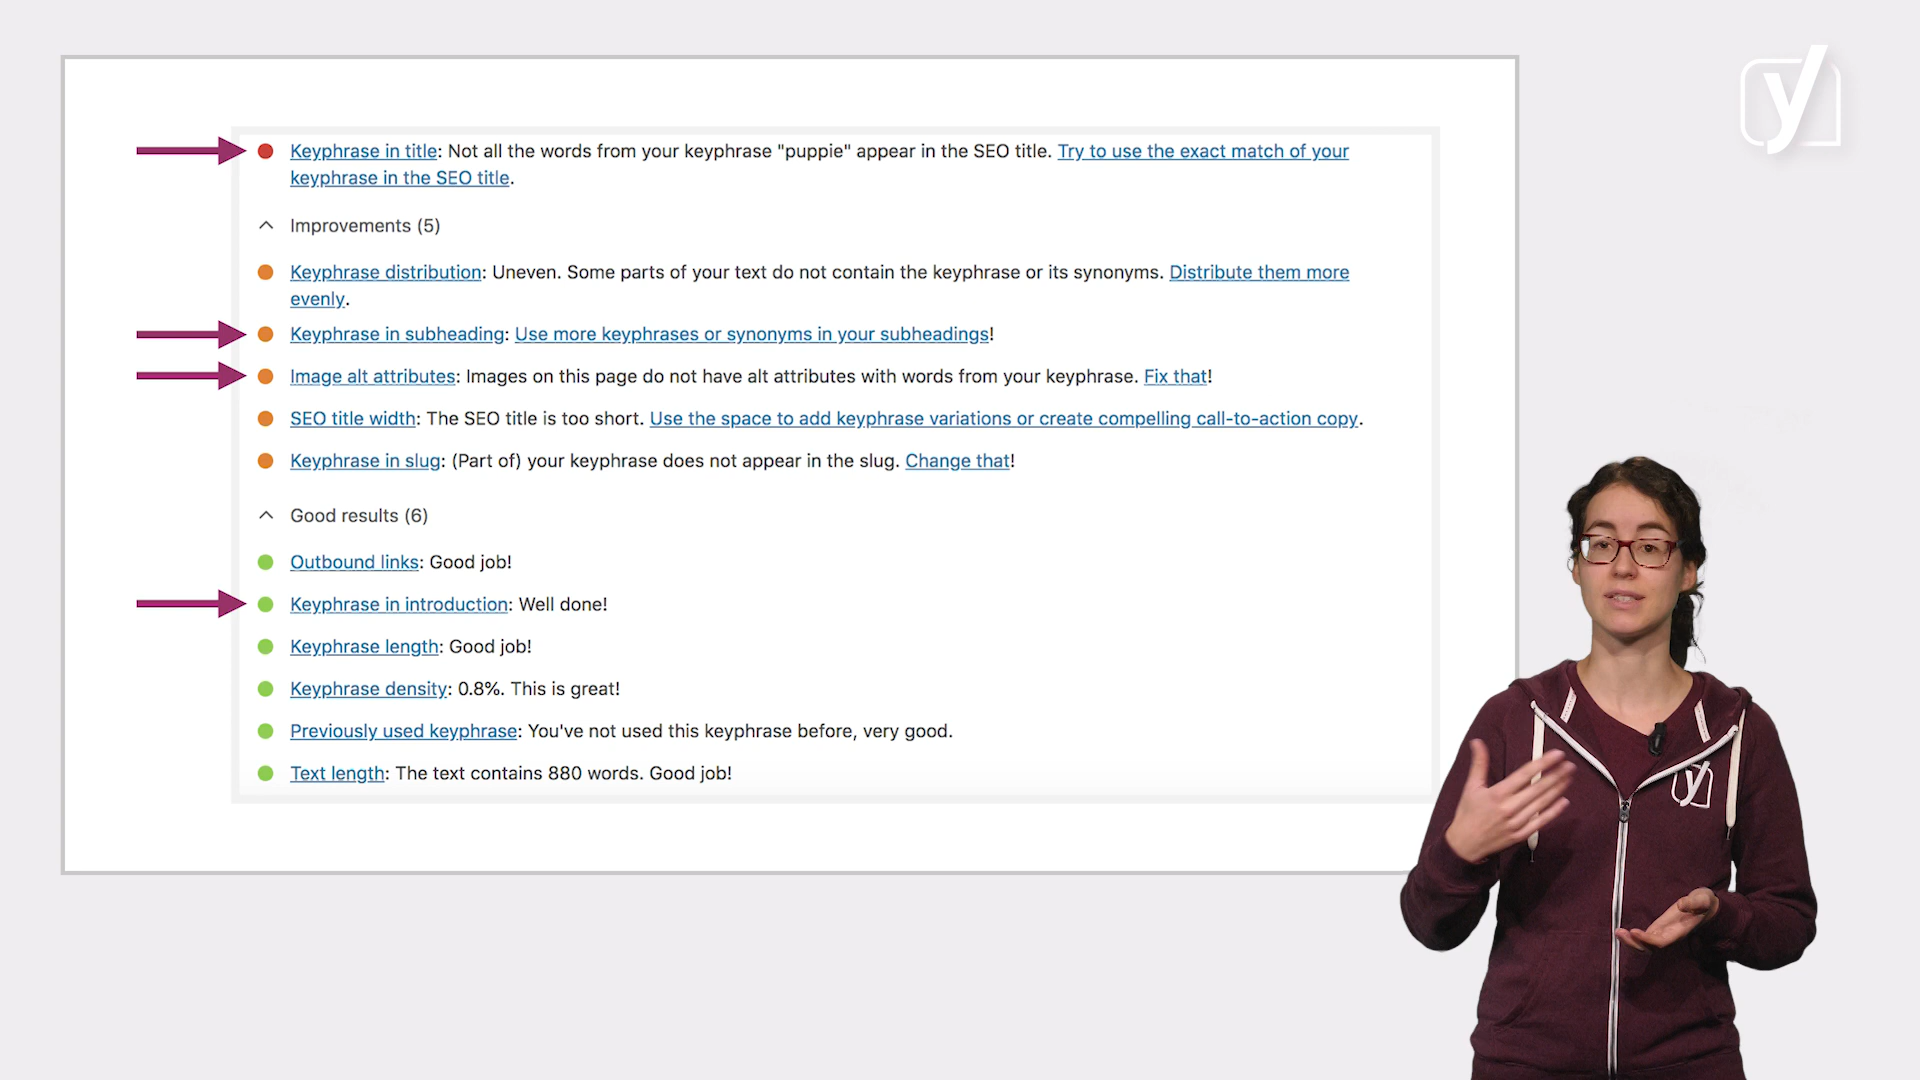 Keyphrase in title: Not all the words from your keyphrase "puppie" appear in the SEO title. Try to use the exact match of your
keyphrase in the SEO title.
Improvements (5)
Keyphrase distribution: Uneven. Some parts of your text do not contain the keyphrase or its synonyms. Distribute them more
evenly.
Keyphrase in subheading: Use more keyphrases or synonyms in your subheadings!
Image alt attributes: Images on this page do not have alt attributes with words from your keyphrase. Fix that!
SEO title width: The SEO title is too short. Use the space to add keyphrase variations or create compelling call-to-action copy.
Keyphrase in slug: (Part of) your keyphrase does not appear in the slug. Change that!
Good results (6)
Outbound links: Good job!
Keyphrase in introduction: Well done!
Keyphrase length: Good job!
Keyphrase density: 0.8%. This is great!
Previously used keyphrase: You've not used this keyphrase before, very good.
Text length: The text contains 880 words. Good job!
y
y